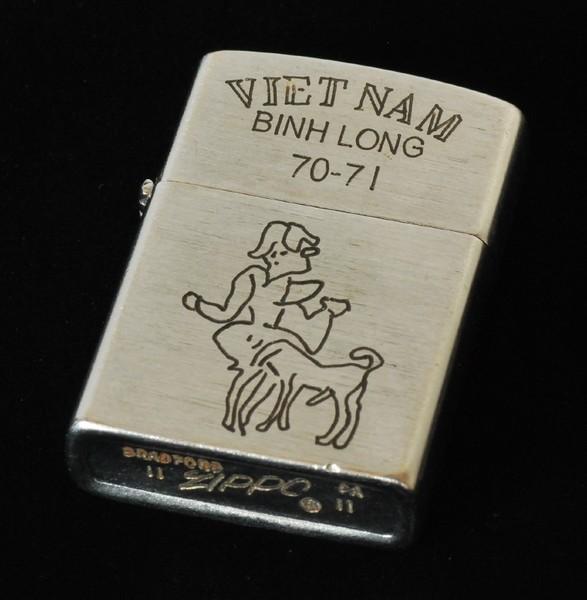 VIET NAM
BINH LONG
70-71
BRADFORD PA
II ZIPPO ® II